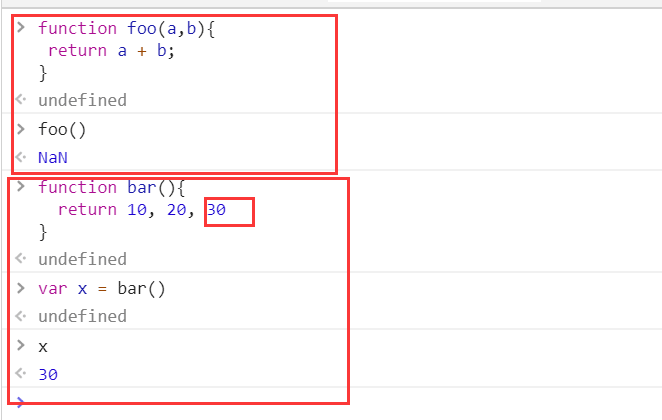 > function foo(a,b){
return a + b;
}
<· undefined
> foo()
<· NaN
> function bar(){
return 10, 20, 30
}
<· undefined
> var x = bar()
<· undefined
> x
<· 30
>